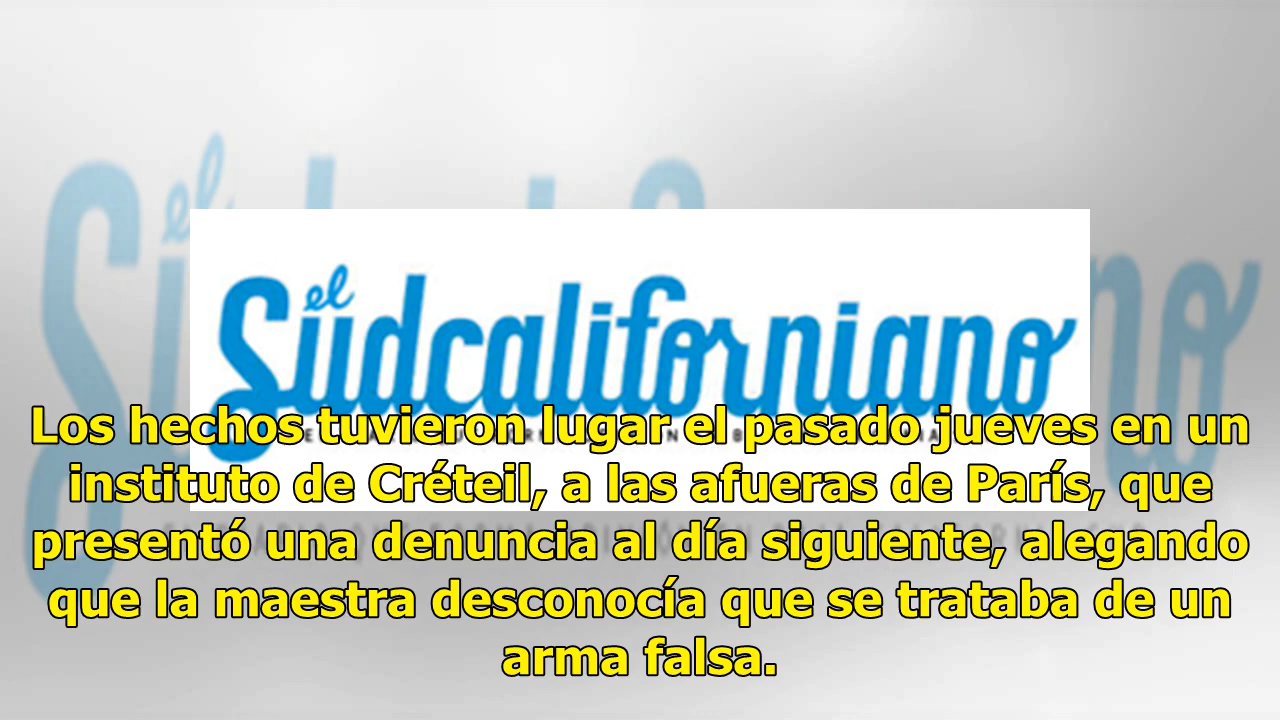 el Sudcaliforniano
Los hechos tuvieron lugar el pasado jueves en un
instituto de Créteil, a las afueras de París, que
presentó una denuncia al día siguiente, alegando
que la maestra desconocía que se trataba de un
arma falsa.